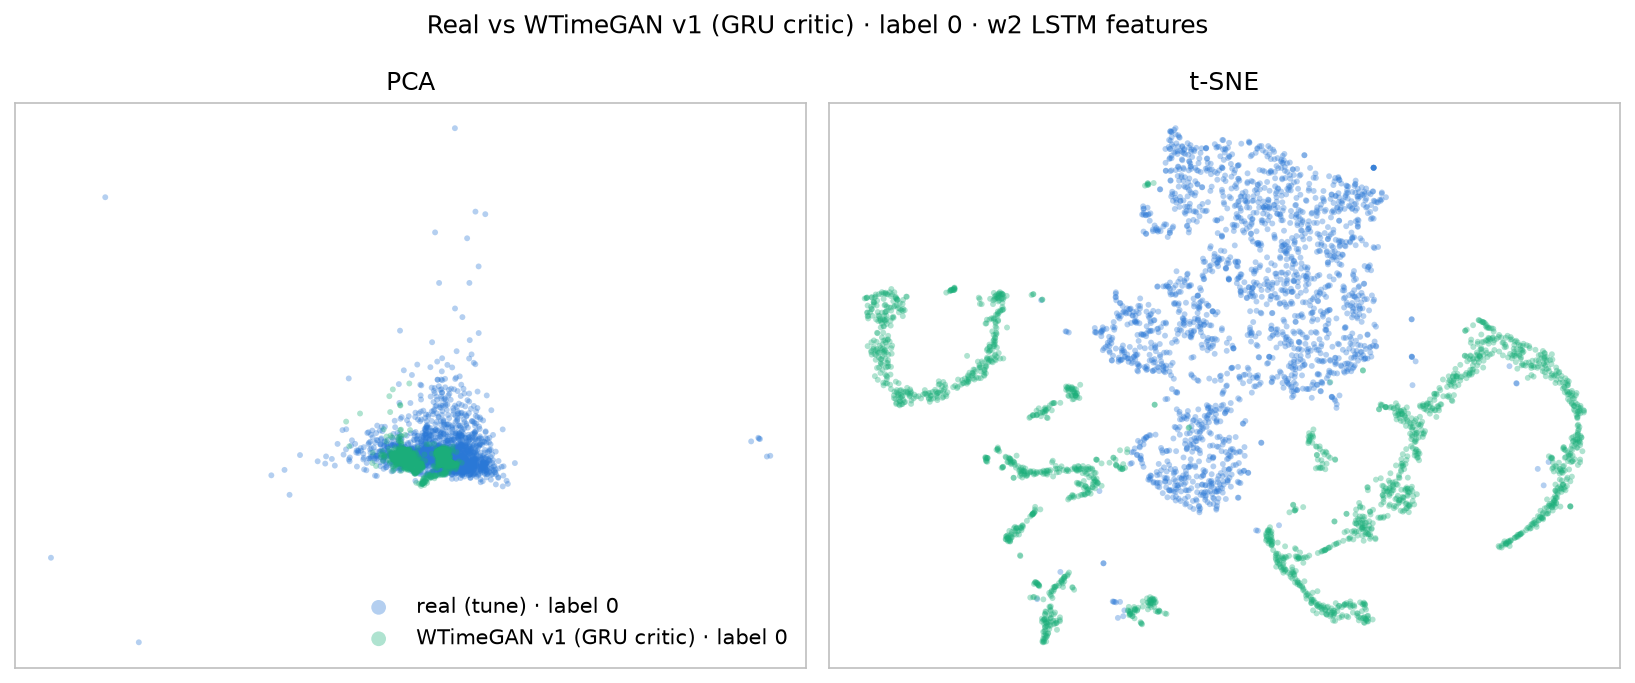 Real vs WTimeGAN v1 (GRU critic) · label 0 · w2 LSTM features
PCA
t-SNE
real (tune) · label 0
WTimeGAN v1 (GRU critic) · label 0